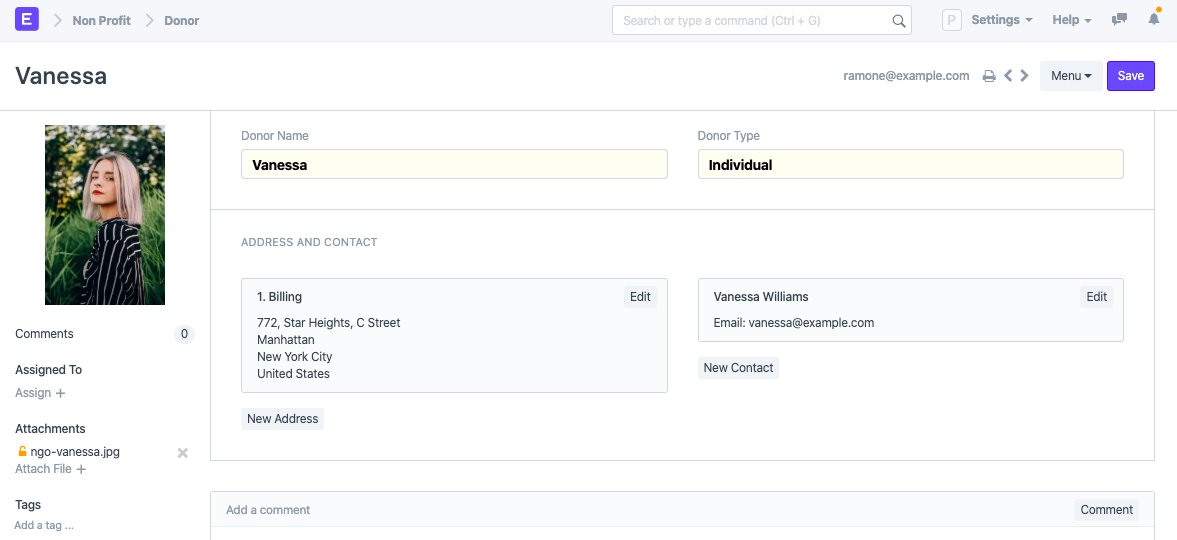 E
Non Profit
Donor
Search or type a command (Ctrl + G)
P
Settings
Help
Vanessa
ramone@example.com
Menu
Save
Donor Name
Donor Type
Vanessa
Individual
ADDRESS AND CONTACT
1. Billing
Edit
772, Star Heights, C Street
Manhattan
New York City
United States
New Address
Vanessa Williams
Edit
Email: vanessa@example.com
New Contact
Comments
0
Assigned To
Assign +
Attachments
ngo-vanessa.jpg
Attach File +
Tags
Add a tag ...
Add a comment
Comment